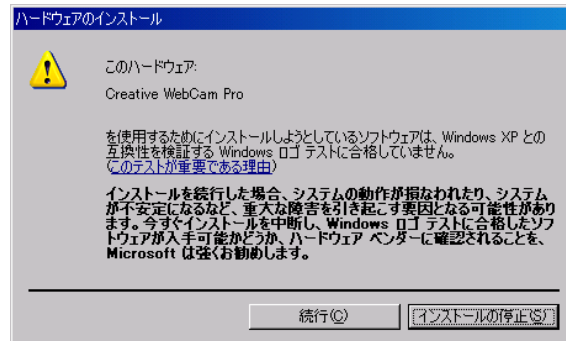 ハードウェアのインストール
このハードウェア:
Creative WebCam Pro
を使用するためにインストールしようとしているソフトウェアは、Windows XP との
互換性を検証する Windows ロゴ テストに合格していません。
(このテストが重要である理由)
インストールを続行した場合、システムの動作が損なわれたり、システム
が不安定になるなど、重大な障害を引き起こす要因となる可能性があり
ます。今すぐインストールを中断し、Windows ロゴ テストに合格したソフ
トウェアが入手可能かどうか、ハードウェア ベンダーに確認されることを、
Microsoft は強くお勧めします。
続行(C)
インストールの停止(S)